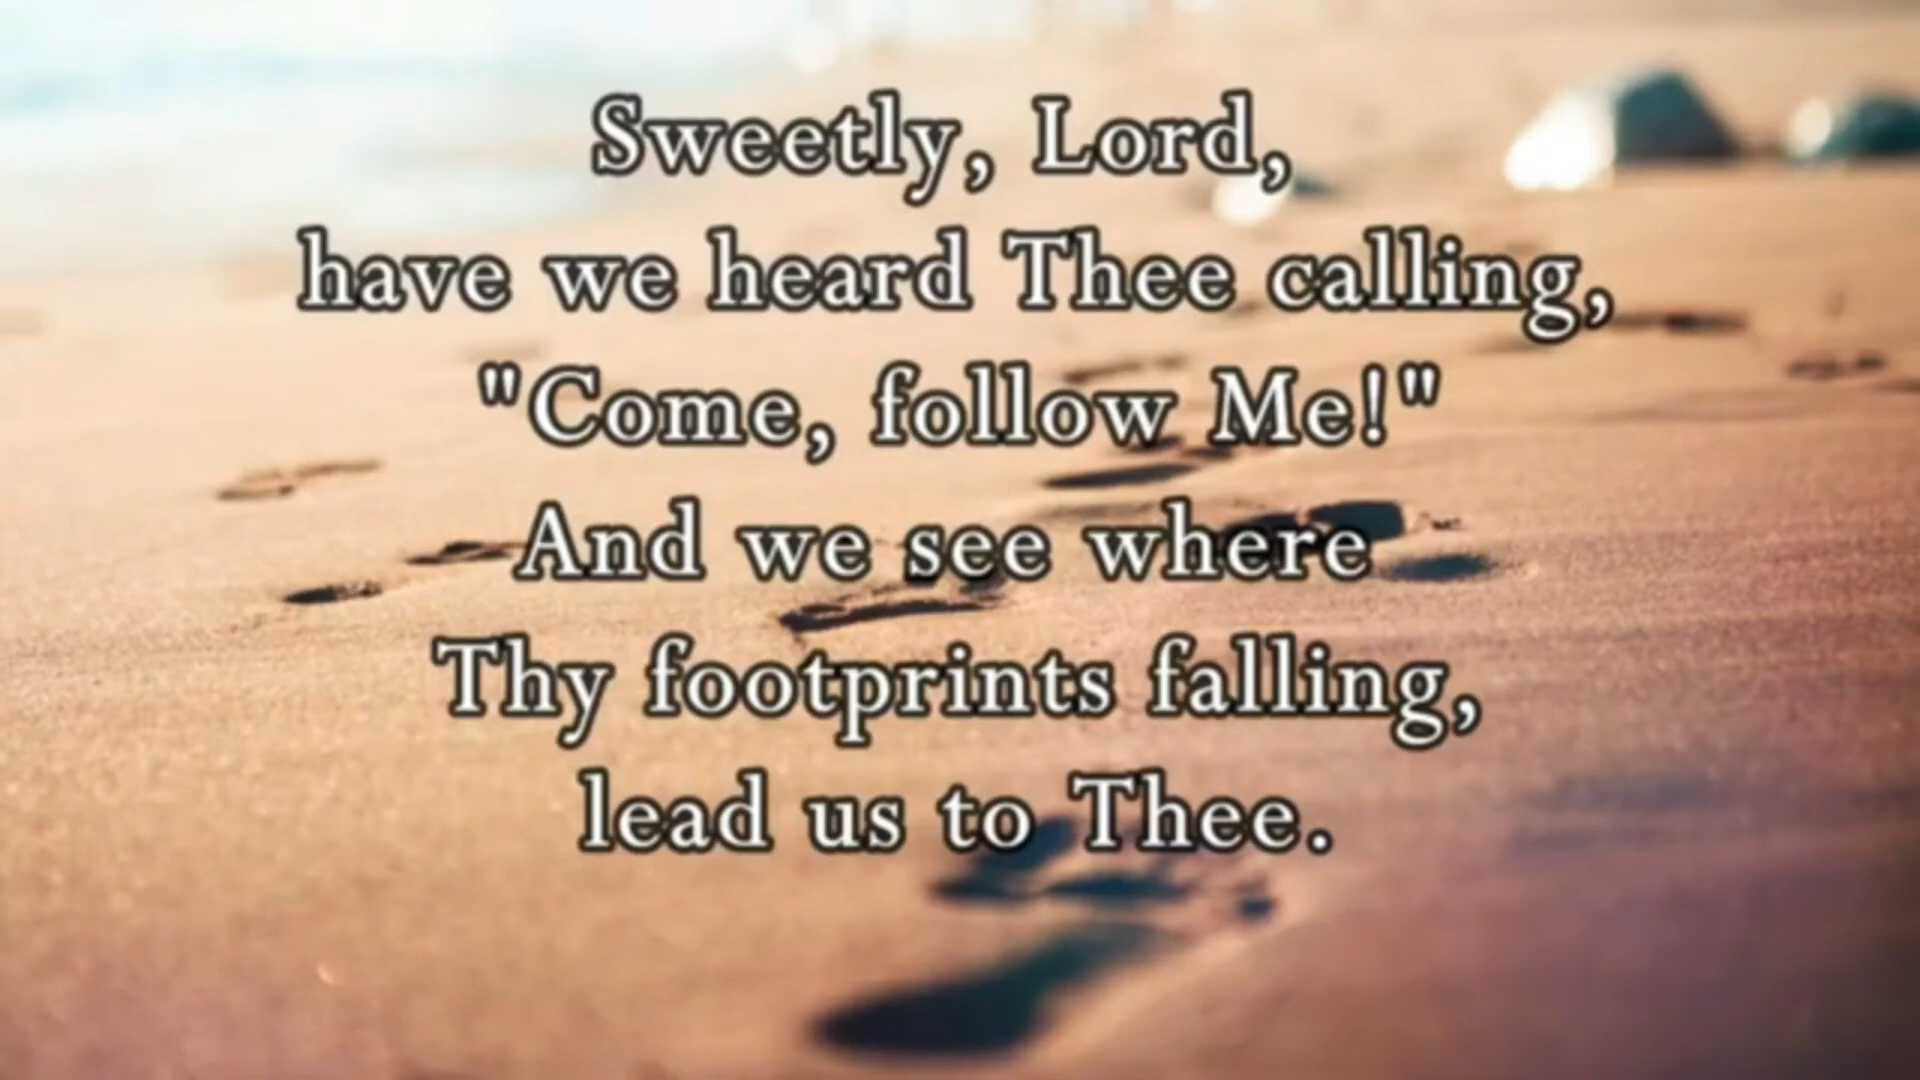 Sweetly, Lord,
have we heard Thee calling,
"Come, follow Me!"
And we see where
Thy footprints falling,
lead us to Thee.